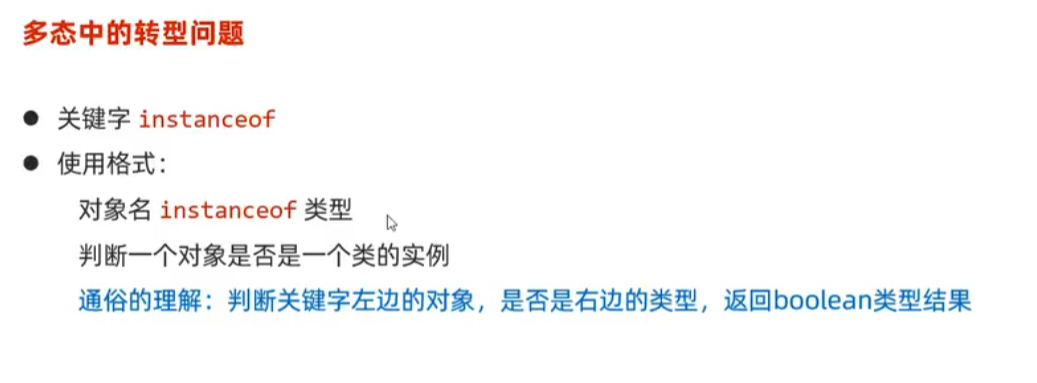 多态中的转型问题
● 关键字 instanceof
● 使用格式：
对象名 instanceof 类型
判断一个对象是否是一个类的实例
通俗的理解：判断关键字左边的对象，是否是右边的类型，返回boolean类型结果